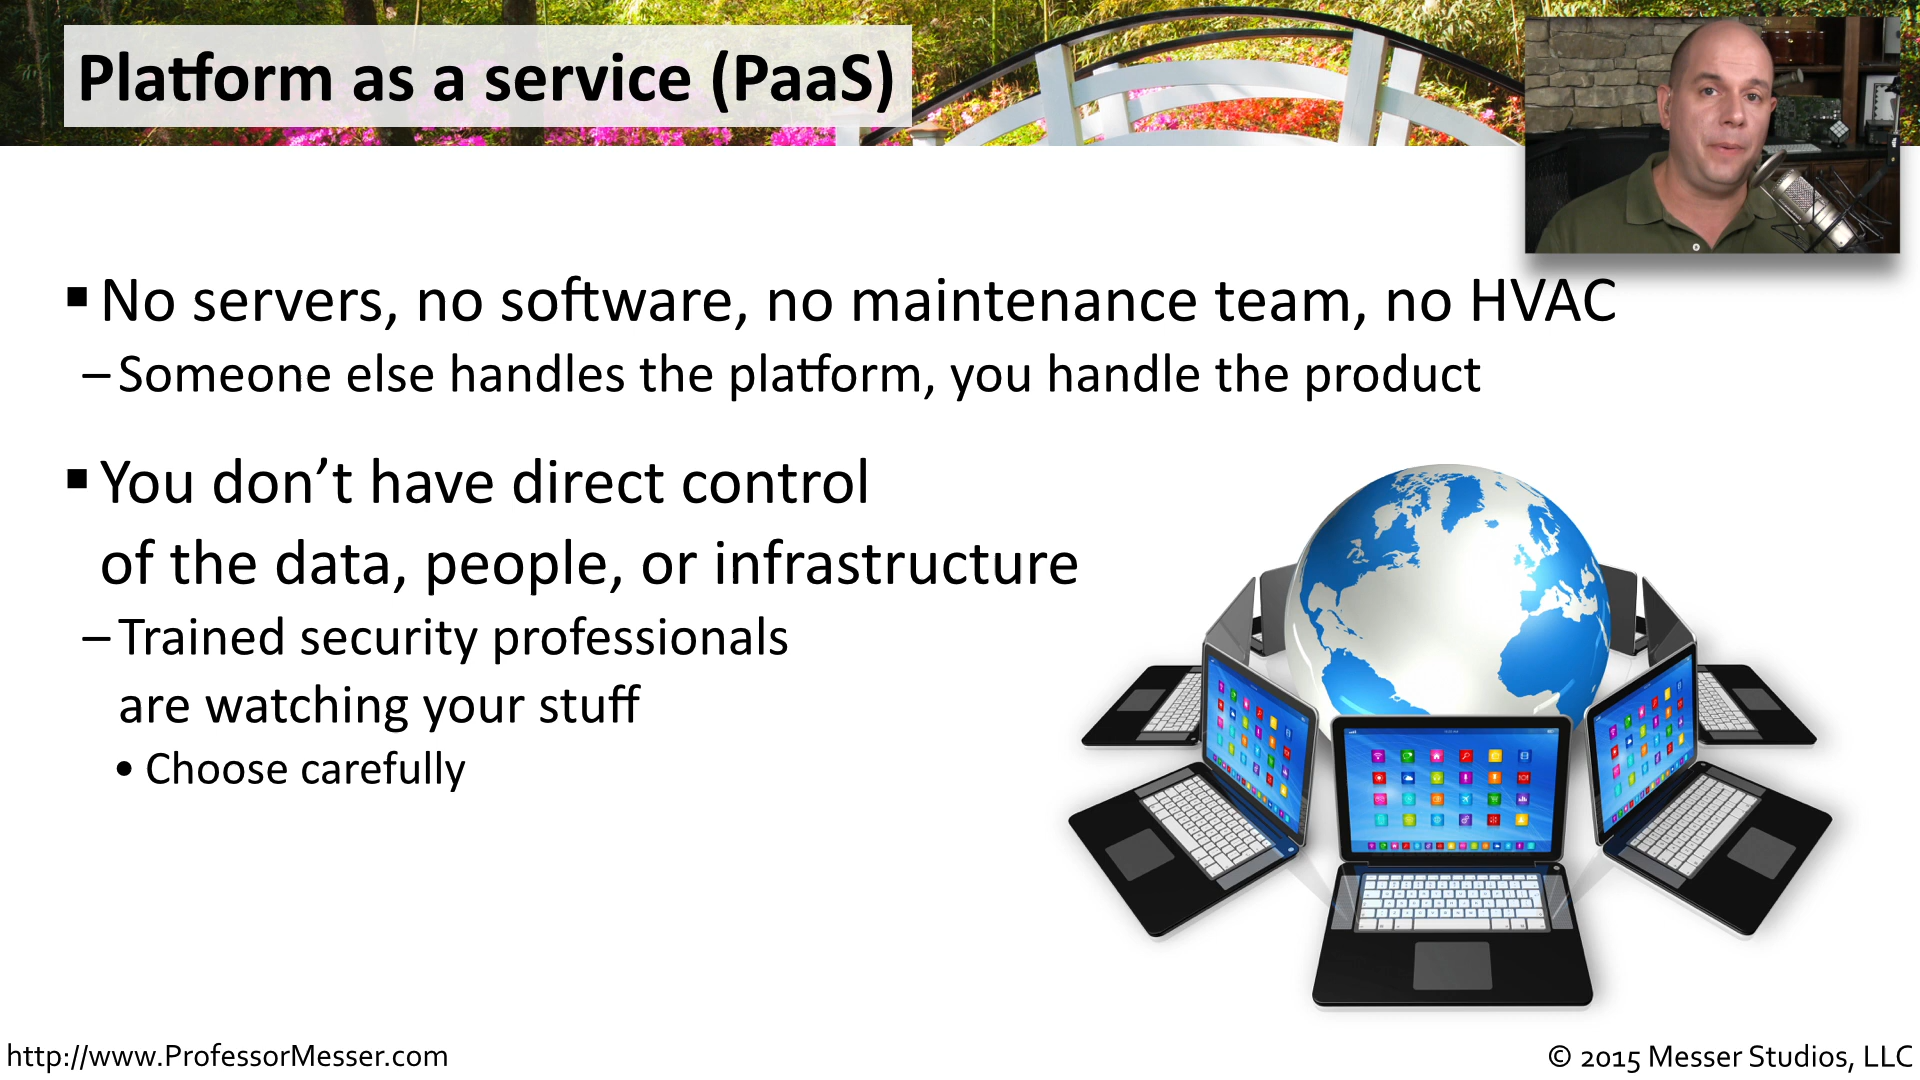 Platform as a service (PaaS)
▪ No servers, no software, no maintenance team, no HVAC
– Someone else handles the platform, you handle the product
▪ You don’t have direct control
of the data, people, or infrastructure
– Trained security professionals
are watching your stuff
• Choose carefully
http://www.ProfessorMesser.com
© 2015 Messer Studios, LLC